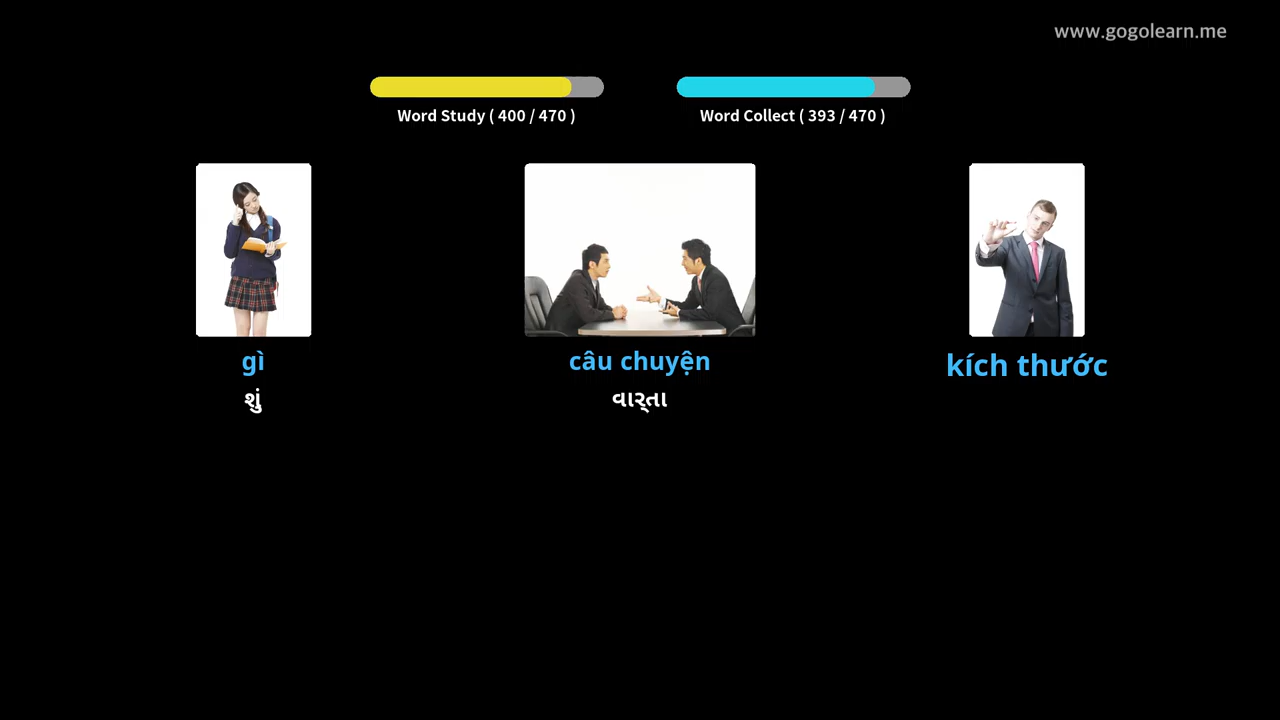 www.gogolearn.me
Word Study ( 400 / 470 )
Word Collect ( 393 / 470 )
gì
câu chuyện
kích thước
શું
વાર્તા